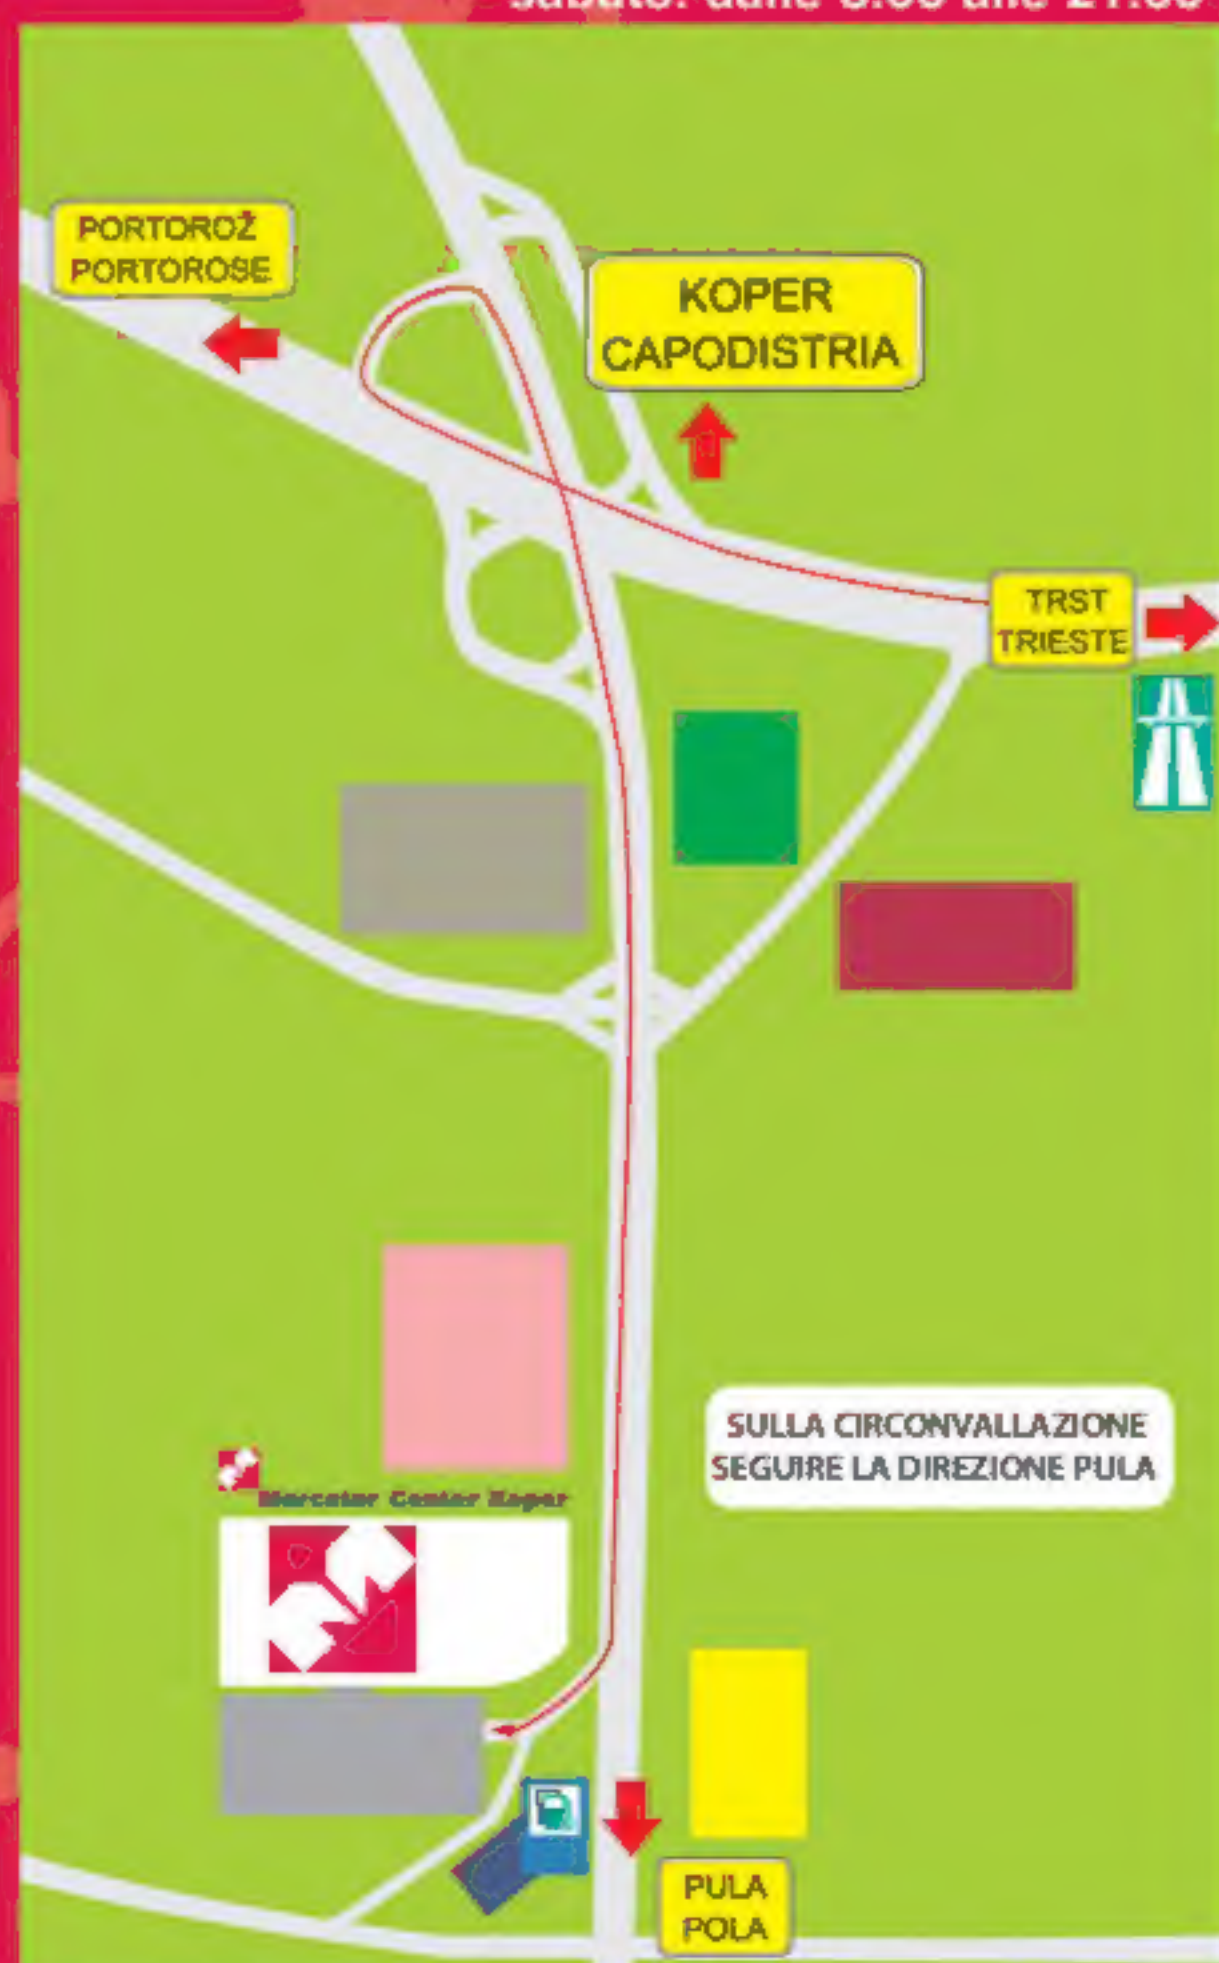 PORTOROŽ
PORTOROSE
KOPER
CAPODISTRIA
TRST
TRIESTE
SULLA CIRCONVALLAZIONE
SEGUIRE LA DIREZIONE PULA
Mercator Center Koper
PULA
POLA